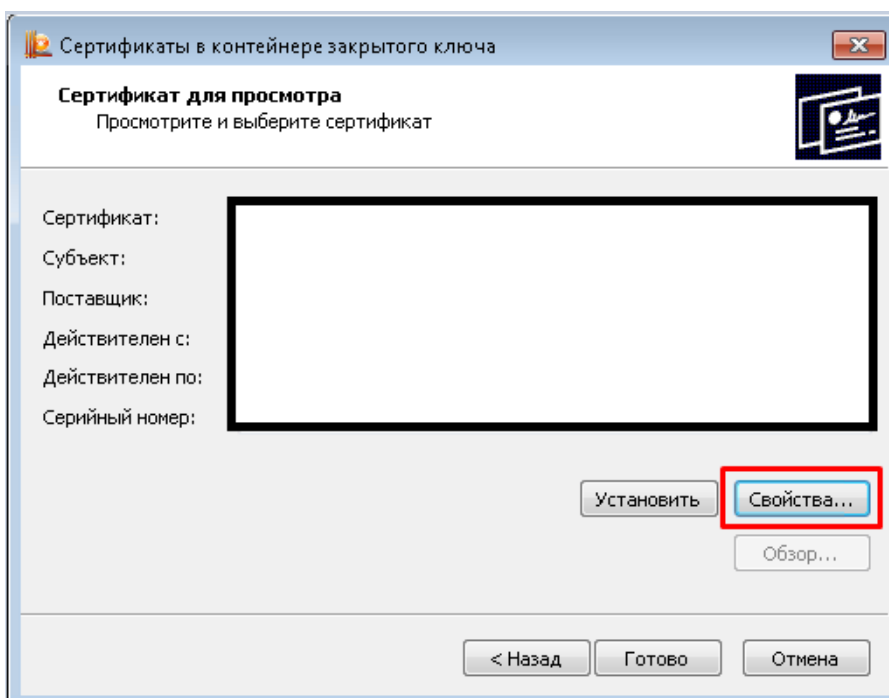 Сертификаты в контейнере закрытого ключа
Сертификат для просмотра
Просмотрите и выберите сертификат
Сертификат:
Субъект:
Поставщик:
Действителен с:
Действителен по:
Серийный номер:
Установить
Свойства...
Обзор...
< Назад
Готово
Отмена